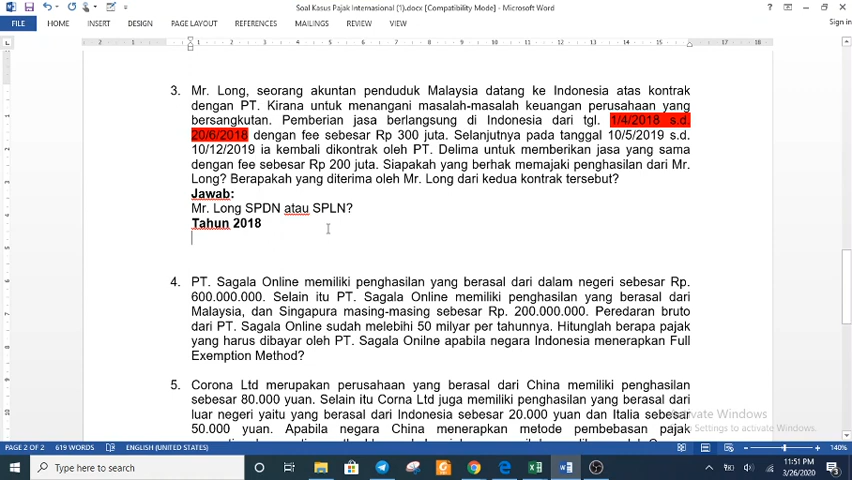 Soal Kasus Pajak Internasional (1).docx [Compatibility Mode] - Microsoft Word
Sign in
FILE HOME INSERT DESIGN PAGE LAYOUT REFERENCES MAILINGS REVIEW VIEW
3. Mr. Long, seorang akuntan penduduk Malaysia datang ke Indonesia atas kontrak
dengan PT. Kirana untuk menangani masalah-masalah keuangan perusahaan yang
bersangkutan. Pemberian jasa berlangsung di Indonesia dari tgl. 1/4/2018 s.d.
20/6/2018 dengan fee sebesar Rp 300 juta. Selanjutnya pada tanggal 10/5/2019 s.d.
10/12/2019 ia kembali dikontrak oleh PT. Delima untuk memberikan jasa yang sama
dengan fee sebesar Rp 200 juta. Siapakah yang berhak memajaki penghasilan dari Mr.
Long? Berapakah yang diterima oleh Mr. Long dari kedua kontrak tersebut?
Jawab:
Mr. Long SPDN atau SPLN?
Tahun 2018
4. PT. Sagala Online memiliki penghasilan yang berasal dari dalam negeri sebesar Rp.
600.000.000. Selain itu PT. Sagala Online memiliki penghasilan yang berasal dari
Malaysia, dan Singapura masing-masing sebesar Rp. 200.000.000. Peredaran bruto
dari PT. Sagala Online sudah melebihi 50 milyar per tahunnya. Hitunglah berapa pajak
yang harus dibayar oleh PT. Sagala Onilne apabila negara Indonesia menerapkan Full
Exemption Method?
5. Corona Ltd merupakan perusahaan yang berasal dari China memiliki penghasilan
sebesar 80.000 yuan. Selain itu Corna Ltd juga memiliki penghasilan yang berasal dari
luar negeri yaitu yang berasal dari Indonesia sebesar 20.000 yuan dan Italia sebesar
50.000 yuan. Apabila negara China menerapkan metode pembebasan pajak
Activate Windows
Go to Settings to activate Windows.
PAGE 2 OF 2 619 WORDS ENGLISH (UNITED STATES) 140%
Type here to search
11:51 PM
3/26/2020